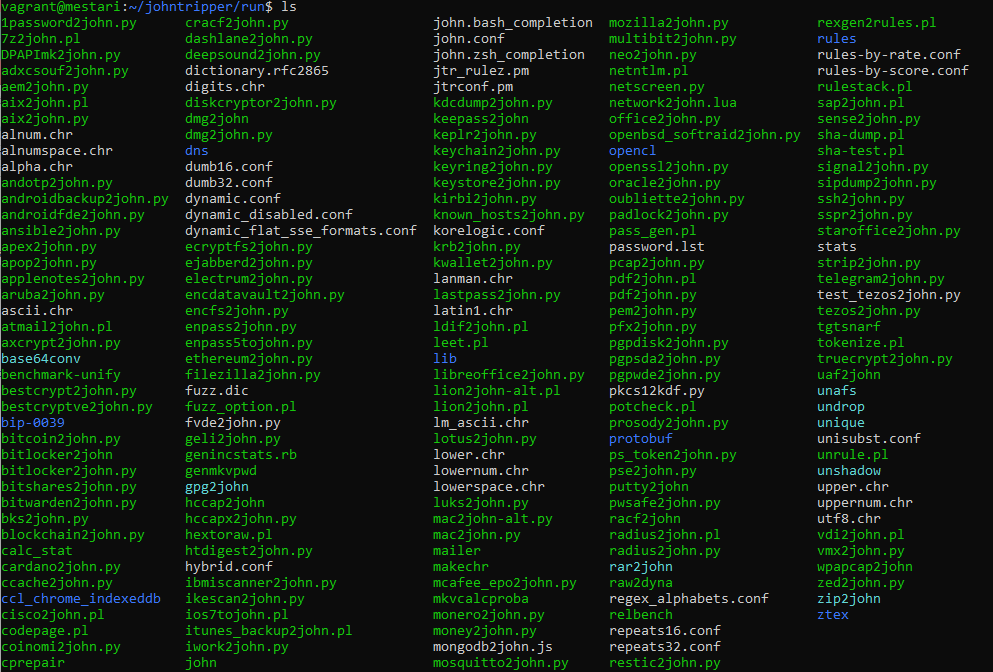 vagrant@mestari:~/johntripper/run$ ls
1password2john.py cracf2john.py john.bash_completion mozilla2john.py rexgen2rules.pl
7z2john.pl dashlane2john.py john.conf multibit2john.py rules
DPAPImk2john.py deepsound2john.py john.zsh_completion neo2john.py rules-by-rate.conf
adxcsouf2john.py dictionary.rfc2865 jtr_rulez.pm netntlm.pl rules-by-score.conf
aem2john.py digits.chr jtrconf.pm netscreen.py rulestack.pl
aix2john.pl diskcryptor2john.py kdcdump2john.py network2john.lua sap2john.pl
aix2john.py dmg2john keepass2john office2john.py sense2john.py
alnum.chr dmg2john.py keplr2john.py openbsd_softraid2john.py sha-dump.pl
alnumspace.chr dns keychain2john.py opencl sha-test.pl
alpha.chr dumb16.conf keyring2john.py openssl2john.py signal2john.py
andotp2john.py dumb32.conf keystore2john.py oracle2john.py sipdump2john.py
androidbackup2john.py dynamic.conf kirbi2john.py oubliette2john.py ssh2john.py
androidfde2john.py dynamic_disabled.conf known_hosts2john.py padlock2john.py sspr2john.py
ansible2john.py dynamic_flat_sse_formats.conf korelogic.conf pass_gen.pl staroffice2john.py
apex2john.py ecryptfs2john.py krb2john.py password.lst stats
apop2john.py ejabberd2john.py kwallet2john.py pcap2john.py strip2john.py
applenotes2john.py electrum2john.py lanman.chr pdf2john.pl telegram2john.py
aruba2john.py encdatavault2john.py lastpass2john.py pdf2john.py test_tezos2john.py
ascii.chr encfs2john.py latin1.chr pem2john.py tezos2john.py
atmail2john.pl enpass2john.py ldif2john.pl pfx2john.py tgtsnarf
axcrypt2john.py enpass5tojohn.py leet.pl pgpdisk2john.py tokenize.pl
base64conv ethereum2john.py lib pgpsda2john.py truecrypt2john.py
benchmark-unify filezilla2john.py libreoffice2john.py pgpwde2john.py uaf2john
bestcrypt2john.py fuzz.dic lion2john-alt.pl pkcs12kdf.py unafs
bestcryptve2john.py fuzz_option.pl lion2john.pl potcheck.pl undrop
bip-0039 fvde2john.py lm_ascii.chr prosody2john.py unique
bitcoin2john.py geli2john.py lotus2john.py protobuf unisubst.conf
bitlocker2john genincstats.rb lower.chr ps_token2john.py unrule.pl
bitlocker2john.py genmkvpwd lowernum.chr pse2john.py unshadow
bitshares2john.py gpg2john lowerspace.chr putty2john upper.chr
bitwarden2john.py hccap2john luks2john.py pwsafe2john.py uppernum.chr
bks2john.py hccapx2john.py mac2john-alt.py racf2john utf8.chr
blockchain2john.py hextoraw.pl mac2john.py radius2john.pl vdi2john.pl
calc_stat htdigest2john.py mailer radius2john.py vmx2john.py
cardano2john.py hybrid.conf makechr rar2john wpapcap2john
ccache2john.py ibmiscanner2john.py mcafee_epo2john.py raw2dyna zed2john.py
ccl_chrome_indexeddb ikescan2john.py mkvcalcproba regex_alphabets.conf zip2john
cisco2john.pl ios7tojohn.pl monero2john.py relbench ztex
codepage.pl itunes_backup2john.pl money2john.py repeats16.conf
coinomi2john.py iwork2john.py mongodb2john.js repeats32.conf
cprepair john mosquitto2john.py restic2john.py